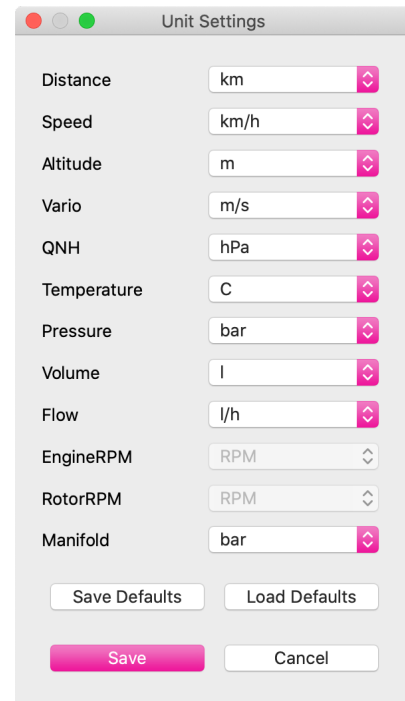 Unit Settings
Distance km
Speed km/h
Altitude m
Vario m/s
QNH hPa
Temperature C
Pressure bar
Volume l
Flow l/h
EngineRPM RPM
RotorRPM RPM
Manifold bar
Save Defaults Load Defaults
Save Cancel